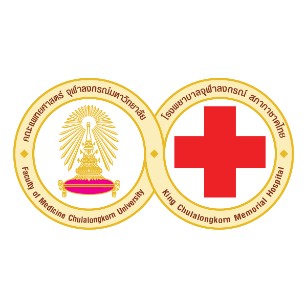 คณะแพทยศาสตร์ จุฬาลงกรณ์มหาวิทยาลัย
Faculty of Medicine Chulalongkorn University
โรงพยาบาลจุฬาลงกรณ์ สภากาชาดไทย
King Chulalongkorn Memorial Hospital